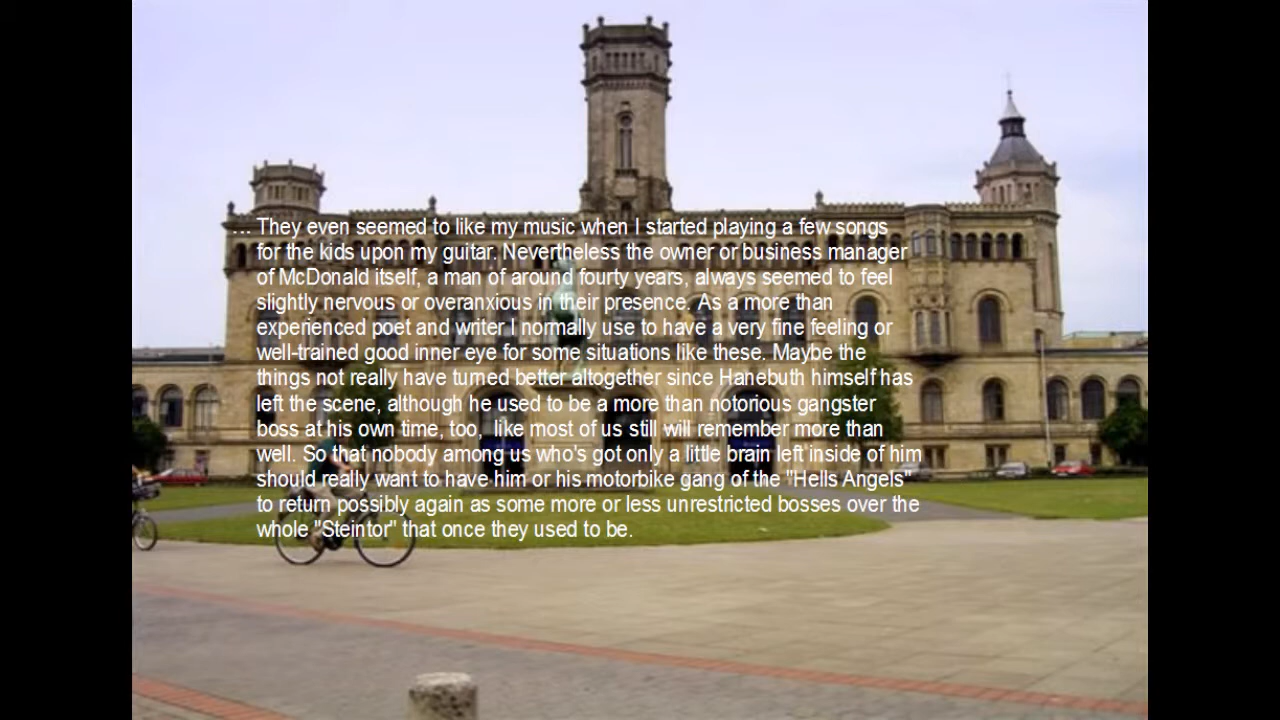 ... They even seemed to like my music when I started playing a few songs
for the kids upon my guitar. Nevertheless the owner or business manager
of McDonald itself, a man of around fourty years, always seemed to feel
slightly nervous or overanxious in their presence. As a more than
experienced poet and writer I normally use to have a very fine feeling or
well-trained good inner eye for some situations like these. Maybe the
things not really have turned better altogether since Hanebuth himself has
left the scene, although he used to be a more than notorious gangster
boss at his own time, too, like most of us still will remember more than
well. So that nobody among us who's got only a little brain left inside of him
should really want to have him or his motorbike gang of the "Hells Angels"
to return possibly again as some more or less unrestricted bosses over the
whole "Steintor" that once they used to be.